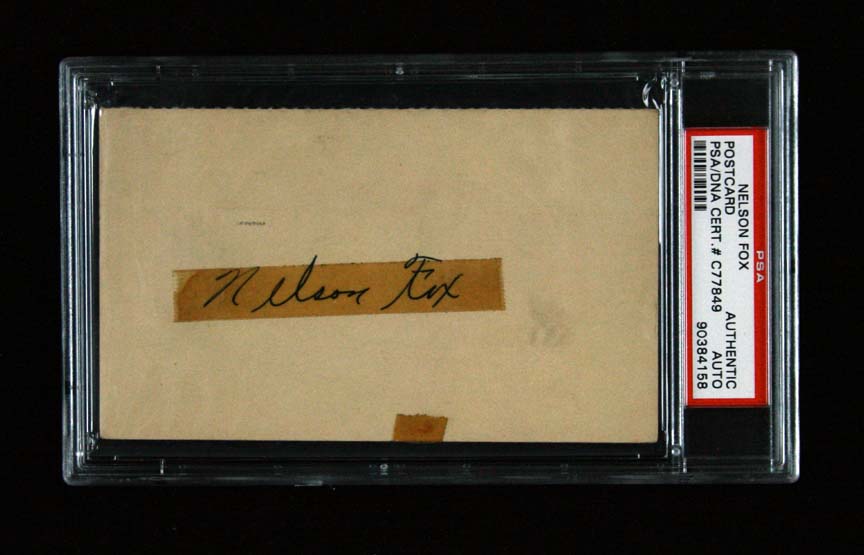 Nelson Fox
PSA
NELSON FOX AUTHENTIC
POSTCARD AUTO
PSA/DNA CERT.# C77849 90384158